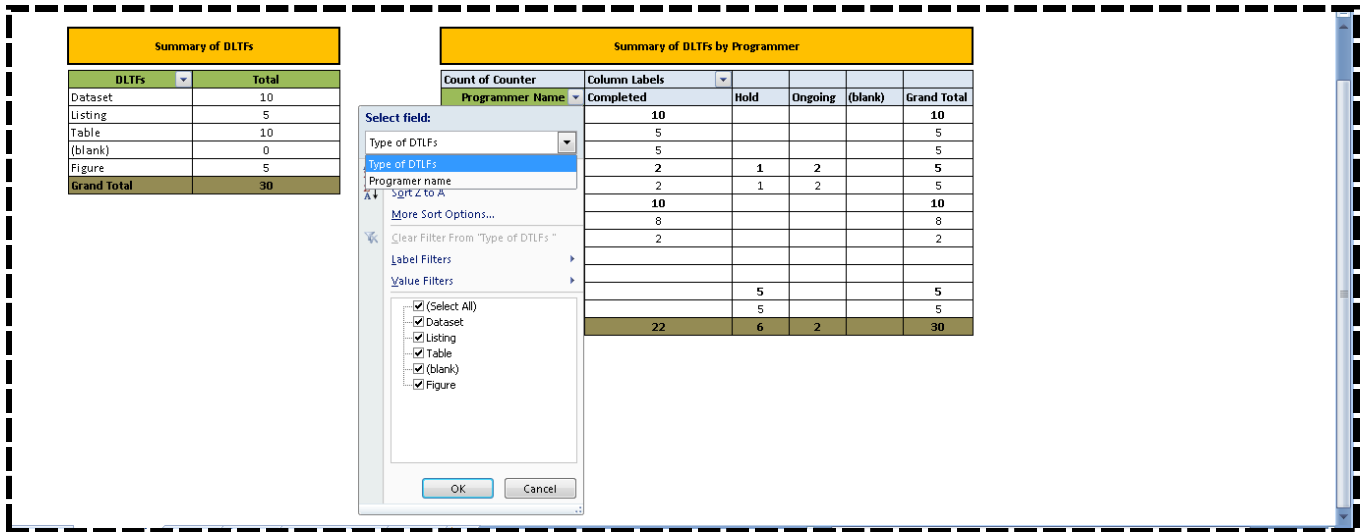 Summary of DLTFs
DLTFs Total
Dataset 10
Listing 5
Table 10
(blank) 0
Figure 5
Grand Total 30
Summary of DLTFs by Programmer
Count of Counter Column Labels
Programmer Name Completed Hold Ongoing (blank) Grand Total
10 10
5 5
5 5
2 1 2 5
2 1 2 5
10 10
8 8
2 2
5 5
5 5
22 6 2 30
Select field:
Type of DTLFs
Type of DTLFs
Programer name
Sort Z to A
More Sort Options...
Clear Filter From "Type of DTLFs "
Label Filters
Value Filters
(Select All)
Dataset
Listing
Table
(blank)
Figure
OK Cancel